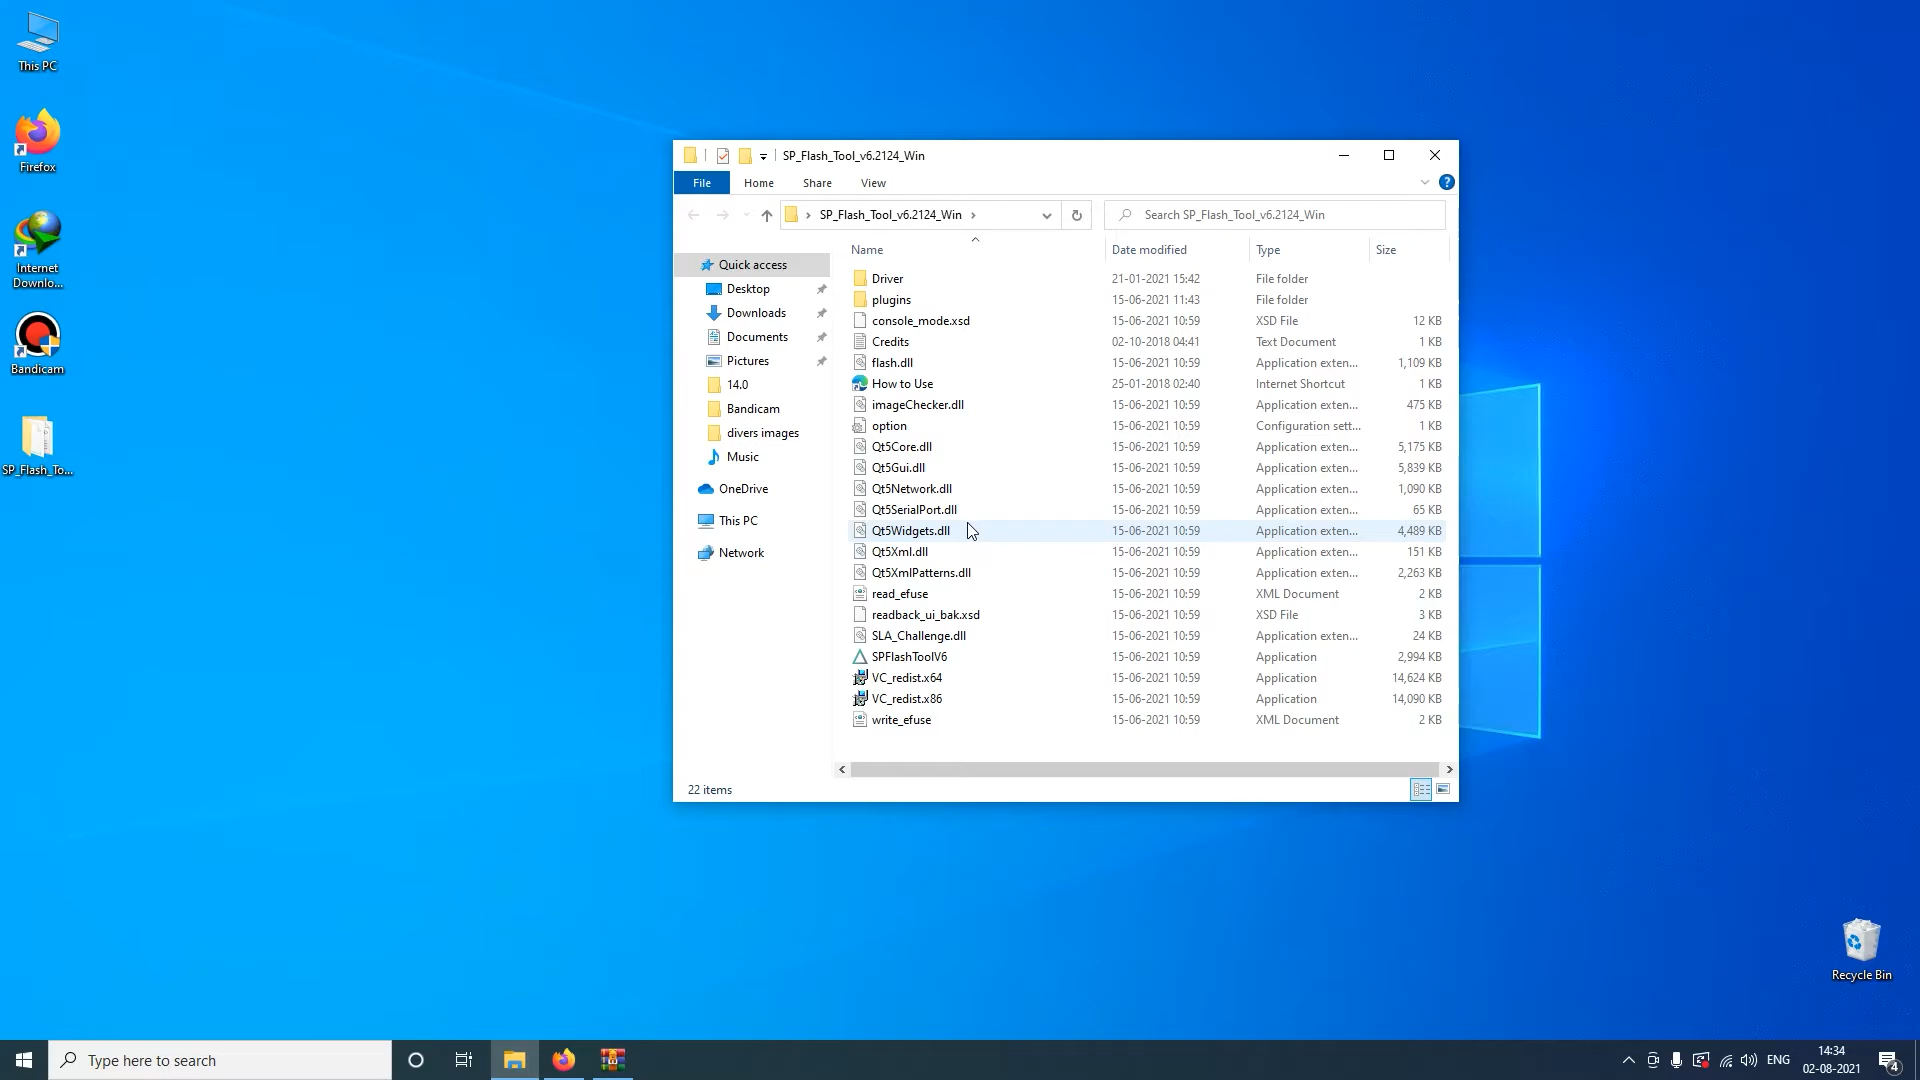 This PC
Firefox
Internet
Downlo...
Bandicam
SP_Flash_To...
SP_Flash_Tool_v6.2124_Win
File Home Share View
SP_Flash_Tool_v6.2124_Win
Search SP_Flash_Tool_v6.2124_Win
Quick access
Desktop
Downloads
Documents
Pictures
14.0
Bandicam
divers images
Music
OneDrive
This PC
Network
Name Date modified Type Size
Driver 21-01-2021 15:42 File folder
plugins 15-06-2021 11:43 File folder
console_mode.xsd 15-06-2021 10:59 XSD File 12 KB
Credits 02-10-2018 04:41 Text Document 1 KB
flash.dll 15-06-2021 10:59 Application exten... 1,109 KB
How to Use 25-01-2018 02:40 Internet Shortcut 1 KB
imageChecker.dll 15-06-2021 10:59 Application exten... 475 KB
option 15-06-2021 10:59 Configuration sett... 1 KB
Qt5Core.dll 15-06-2021 10:59 Application exten... 5,175 KB
Qt5Gui.dll 15-06-2021 10:59 Application exten... 5,839 KB
Qt5Network.dll 15-06-2021 10:59 Application exten... 1,090 KB
Qt5SerialPort.dll 15-06-2021 10:59 Application exten... 65 KB
Qt5Widgets.dll 15-06-2021 10:59 Application exten... 4,489 KB
Qt5Xml.dll 15-06-2021 10:59 Application exten... 151 KB
Qt5XmlPatterns.dll 15-06-2021 10:59 Application exten... 2,263 KB
read_efuse 15-06-2021 10:59 XML Document 2 KB
readback_ui_bak.xsd 15-06-2021 10:59 XSD File 3 KB
SLA_Challenge.dll 15-06-2021 10:59 Application exten... 24 KB
SPFlashToolV6 15-06-2021 10:59 Application 2,994 KB
VC_redist.x64 15-06-2021 10:59 Application 14,624 KB
VC_redist.x86 15-06-2021 10:59 Application 14,090 KB
write_efuse 15-06-2021 10:59 XML Document 2 KB
22 items
Recycle Bin
Type here to search
ENG
14:34
02-08-2021
4